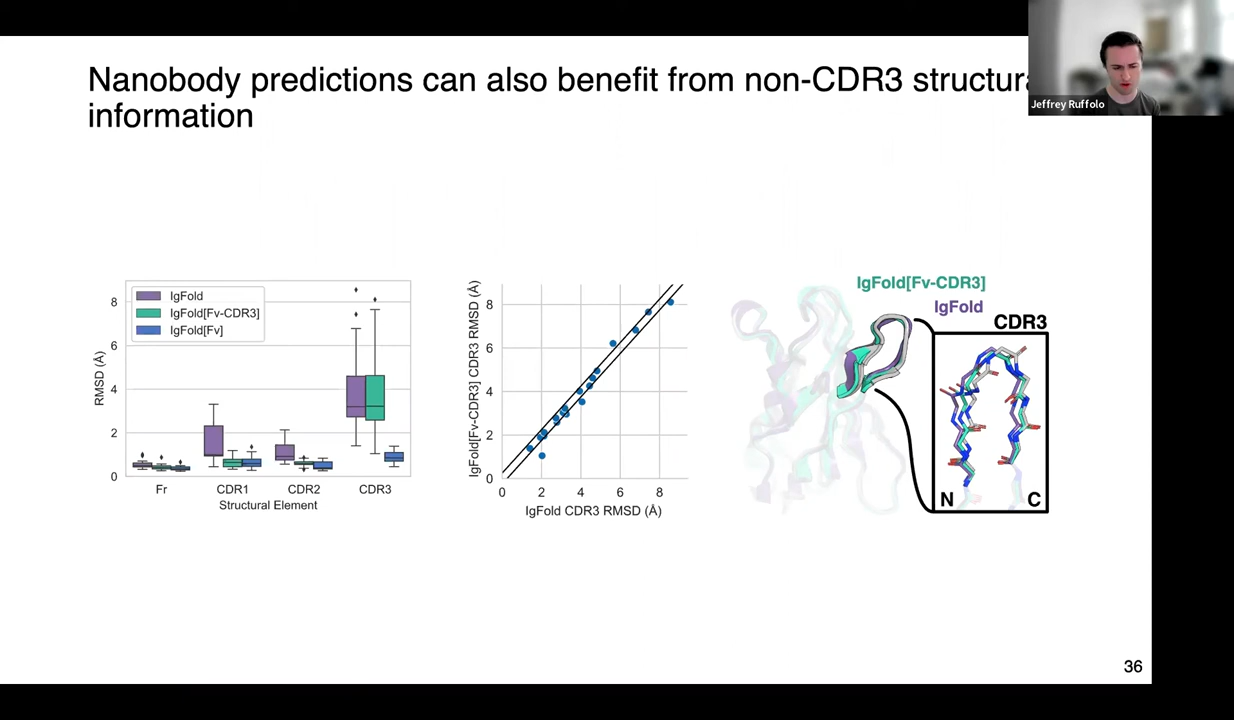 Nanobody predictions can also benefit from non-CDR3 structura
information
Jeffrey Ruffolo
IgFold
IgFold[Fv-CDR3]
IgFold[Fv]
RMSD (Å)
8
6
4
2
0
Fr
CDR1
CDR2
CDR3
Structural Element
IgFold[Fv-CDR3] CDR3 RMSD (Å)
8
6
4
2
0
0
2
4
6
8
IgFold CDR3 RMSD (Å)
IgFold[Fv-CDR3]
IgFold
CDR3
N
C
36